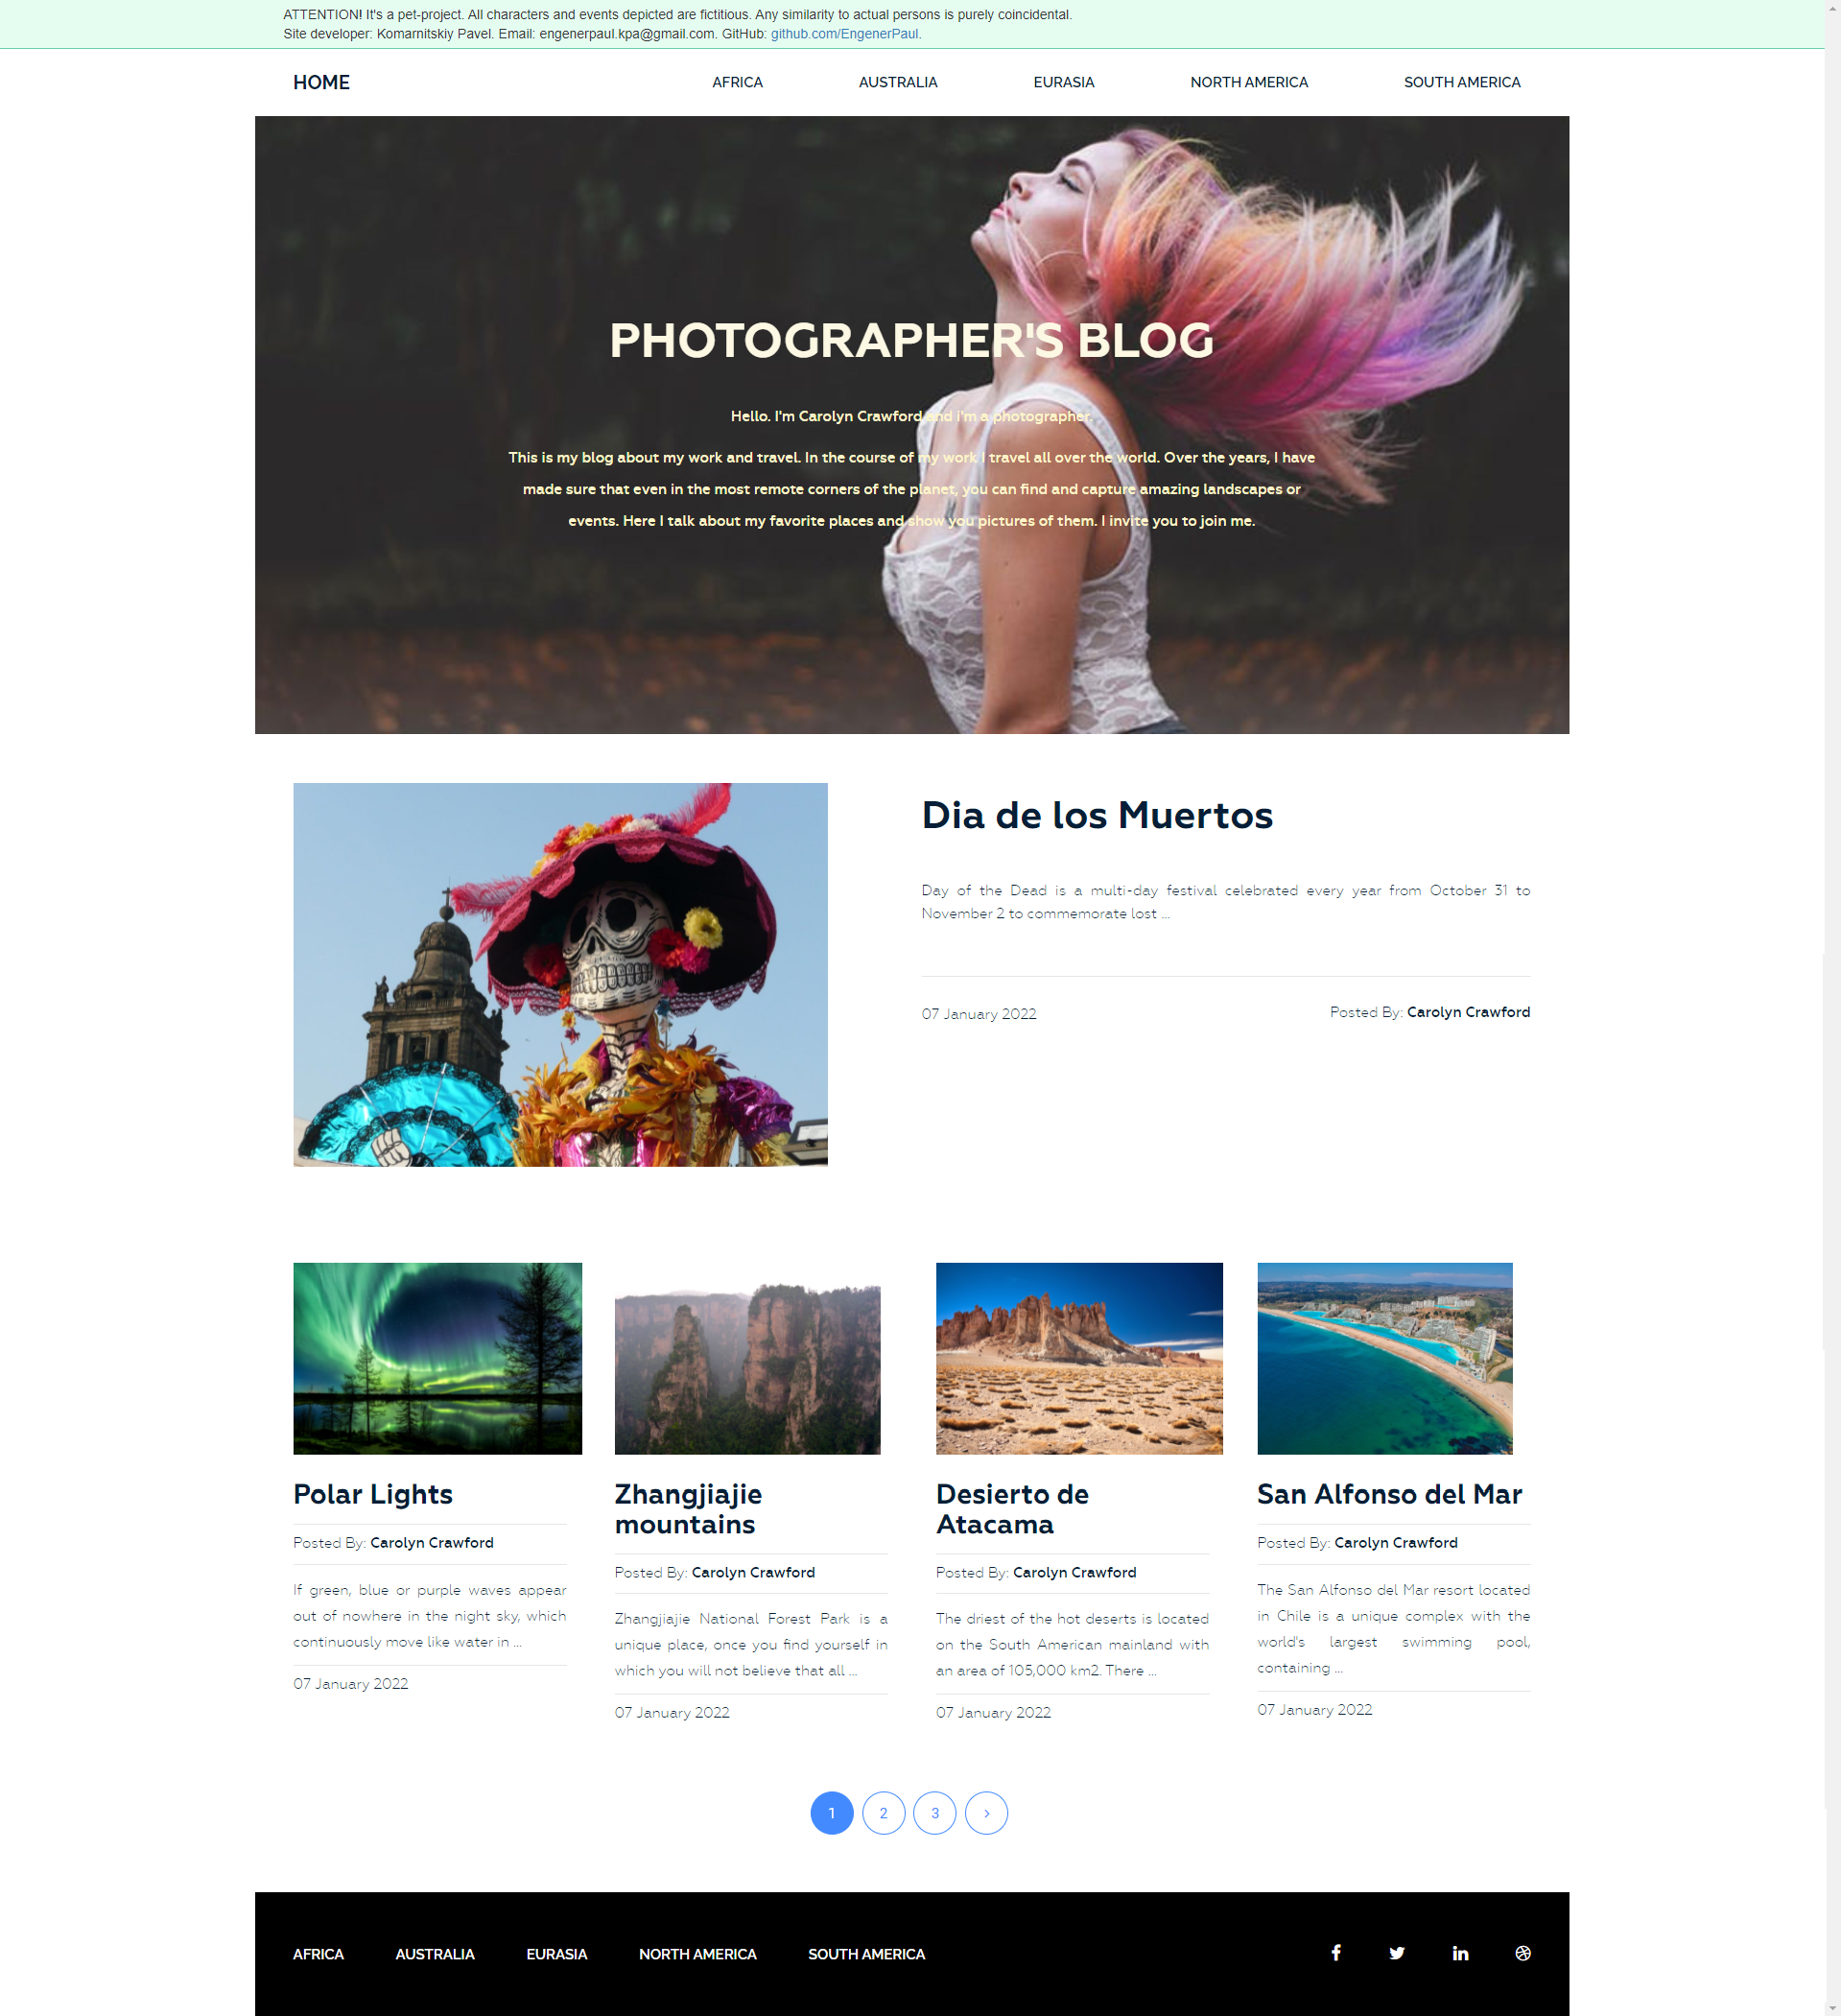 ATTENTION! It's a pet-project. All characters and events depicted are fictitious. Any similarity to actual persons is purely coincidental.
Site developer: Komarnitskiy Pavel. Email: engenerpaul.kpa@gmail.com. GitHub: github.com/EngenerPaul.
HOME AFRICA AUSTRALIA EURASIA NORTH AMERICA SOUTH AMERICA
PHOTOGRAPHER'S BLOG
Hello. I'm Carolyn Crawford and i'm a photographer.
This is my blog about my work and travel. In the course of my work I travel all over the world. Over the years, I have
made sure that even in the most remote corners of the planet, you can find and capture amazing landscapes or
events. Here I talk about my favorite places and show you pictures of them. I invite you to join me.
Dia de los Muertos
Day of the Dead is a multi-day festival celebrated every year from October 31 to
November 2 to commemorate lost ...
07 January 2022
Posted By: Carolyn Crawford
Polar Lights
Posted By: Carolyn Crawford
If green, blue or purple waves appear
out of nowhere in the night sky, which
continuously move like water in ...
07 January 2022
Zhangjiajie
mountains
Posted By: Carolyn Crawford
Zhangjiajie National Forest Park is a
unique place, once you find yourself in
which you will not believe that all ...
07 January 2022
Desierto de
Atacama
Posted By: Carolyn Crawford
The driest of the hot deserts is located
on the South American mainland with
an area of 105,000 km2. There ...
07 January 2022
San Alfonso del Mar
Posted By: Carolyn Crawford
The San Alfonso del Mar resort located
in Chile is a unique complex with the
world's largest swimming pool,
containing ...
07 January 2022
1 2 3 ›
AFRICA AUSTRALIA EURASIA NORTH AMERICA SOUTH AMERICA